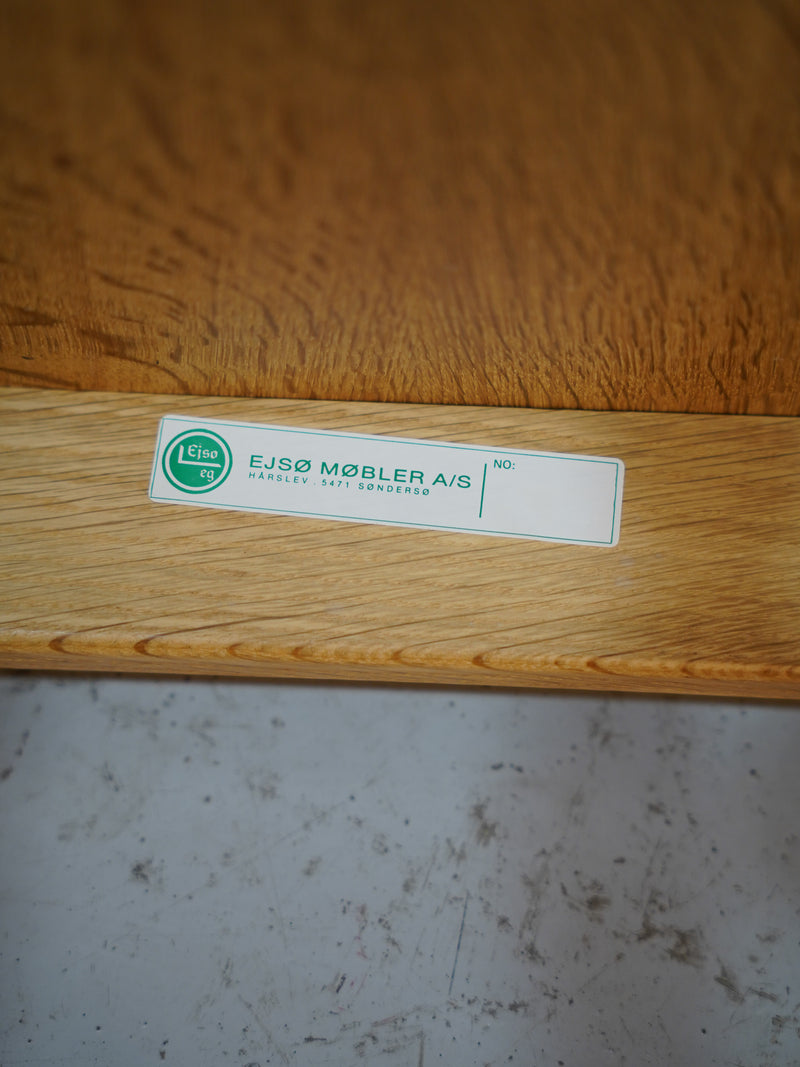 Ejsø
eg
EJSØ MØBLER A/S
HÅRSLEV . 5471 SØNDERSØ
NO: